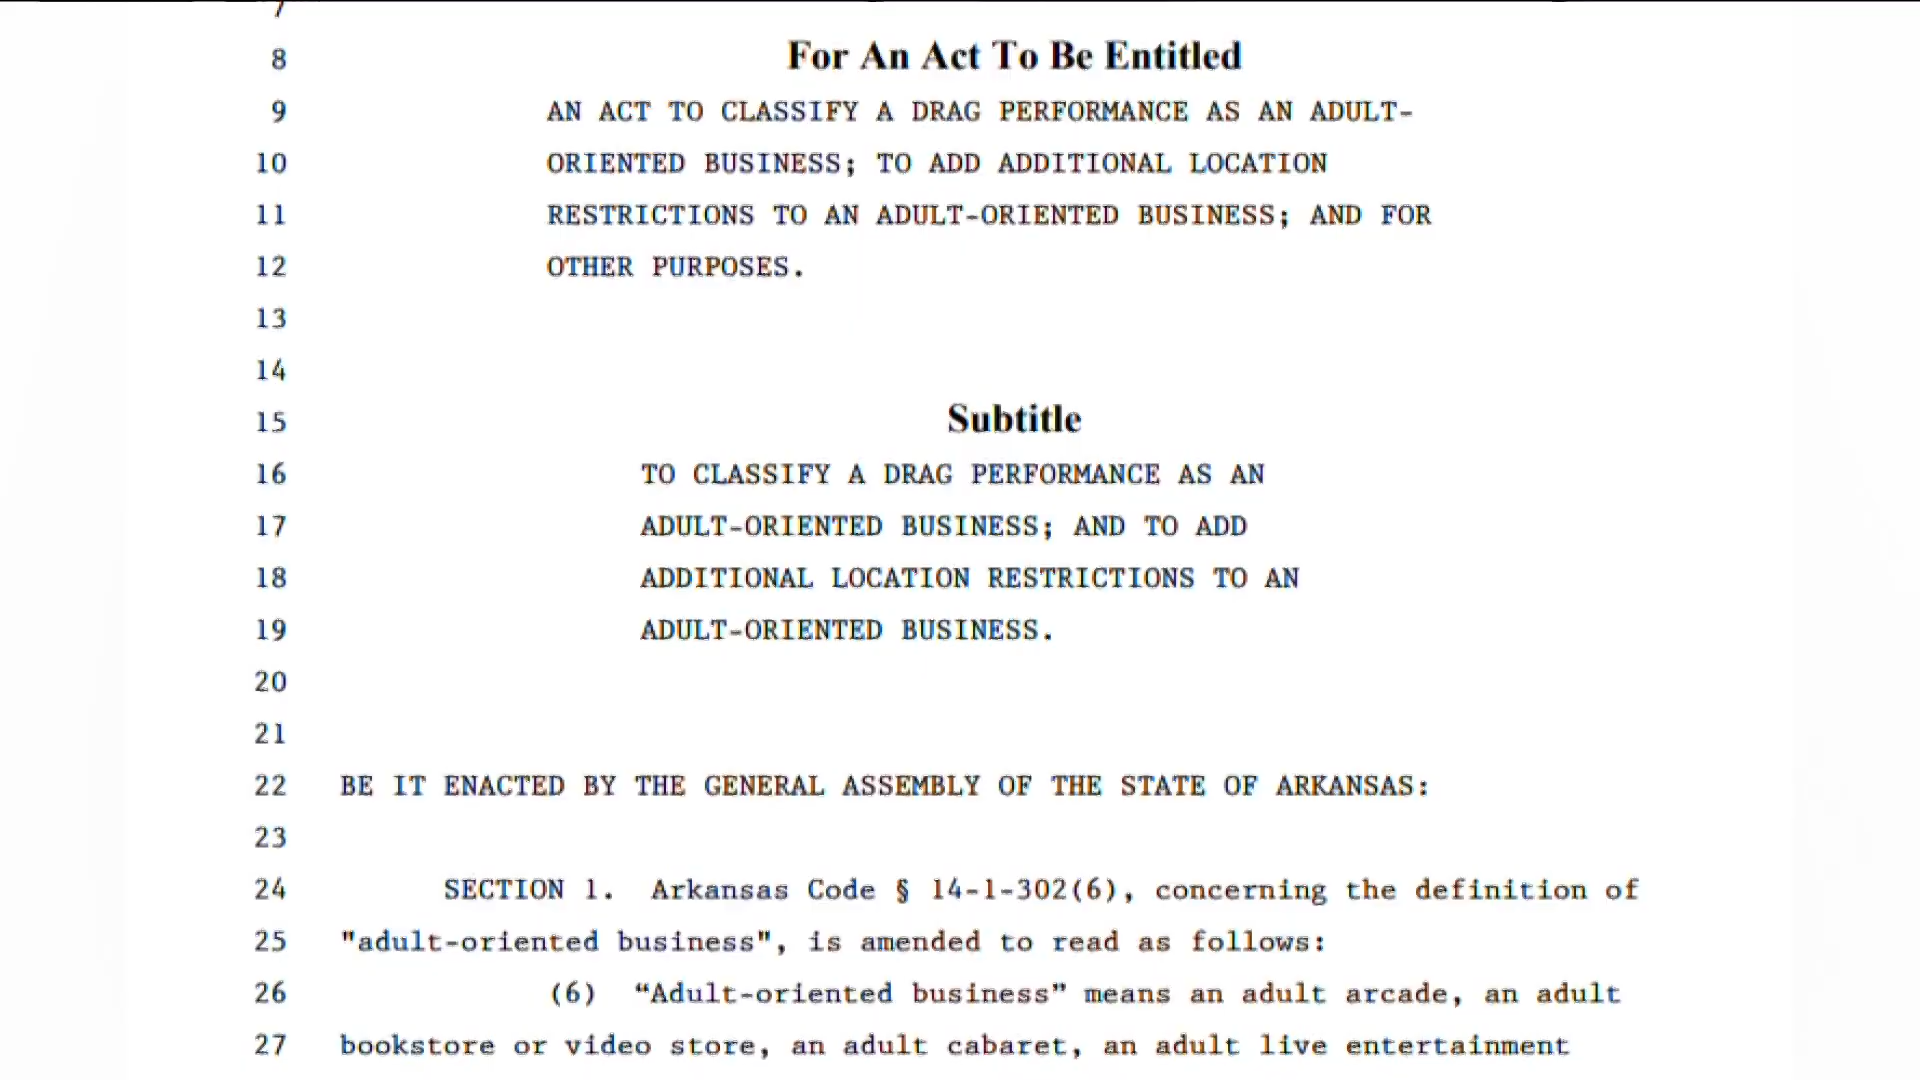 7
8 For An Act To Be Entitled
9 AN ACT TO CLASSIFY A DRAG PERFORMANCE AS AN ADULT-
10 ORIENTED BUSINESS; TO ADD ADDITIONAL LOCATION
11 RESTRICTIONS TO AN ADULT-ORIENTED BUSINESS; AND FOR
12 OTHER PURPOSES.
13
14
15 Subtitle
16 TO CLASSIFY A DRAG PERFORMANCE AS AN
17 ADULT-ORIENTED BUSINESS; AND TO ADD
18 ADDITIONAL LOCATION RESTRICTIONS TO AN
19 ADULT-ORIENTED BUSINESS.
20
21
22 BE IT ENACTED BY THE GENERAL ASSEMBLY OF THE STATE OF ARKANSAS:
23
24 SECTION 1. Arkansas Code § 14-1-302(6), concerning the definition of
25 "adult-oriented business", is amended to read as follows:
26 (6) “Adult-oriented business” means an adult arcade, an adult
27 bookstore or video store, an adult cabaret, an adult live entertainment